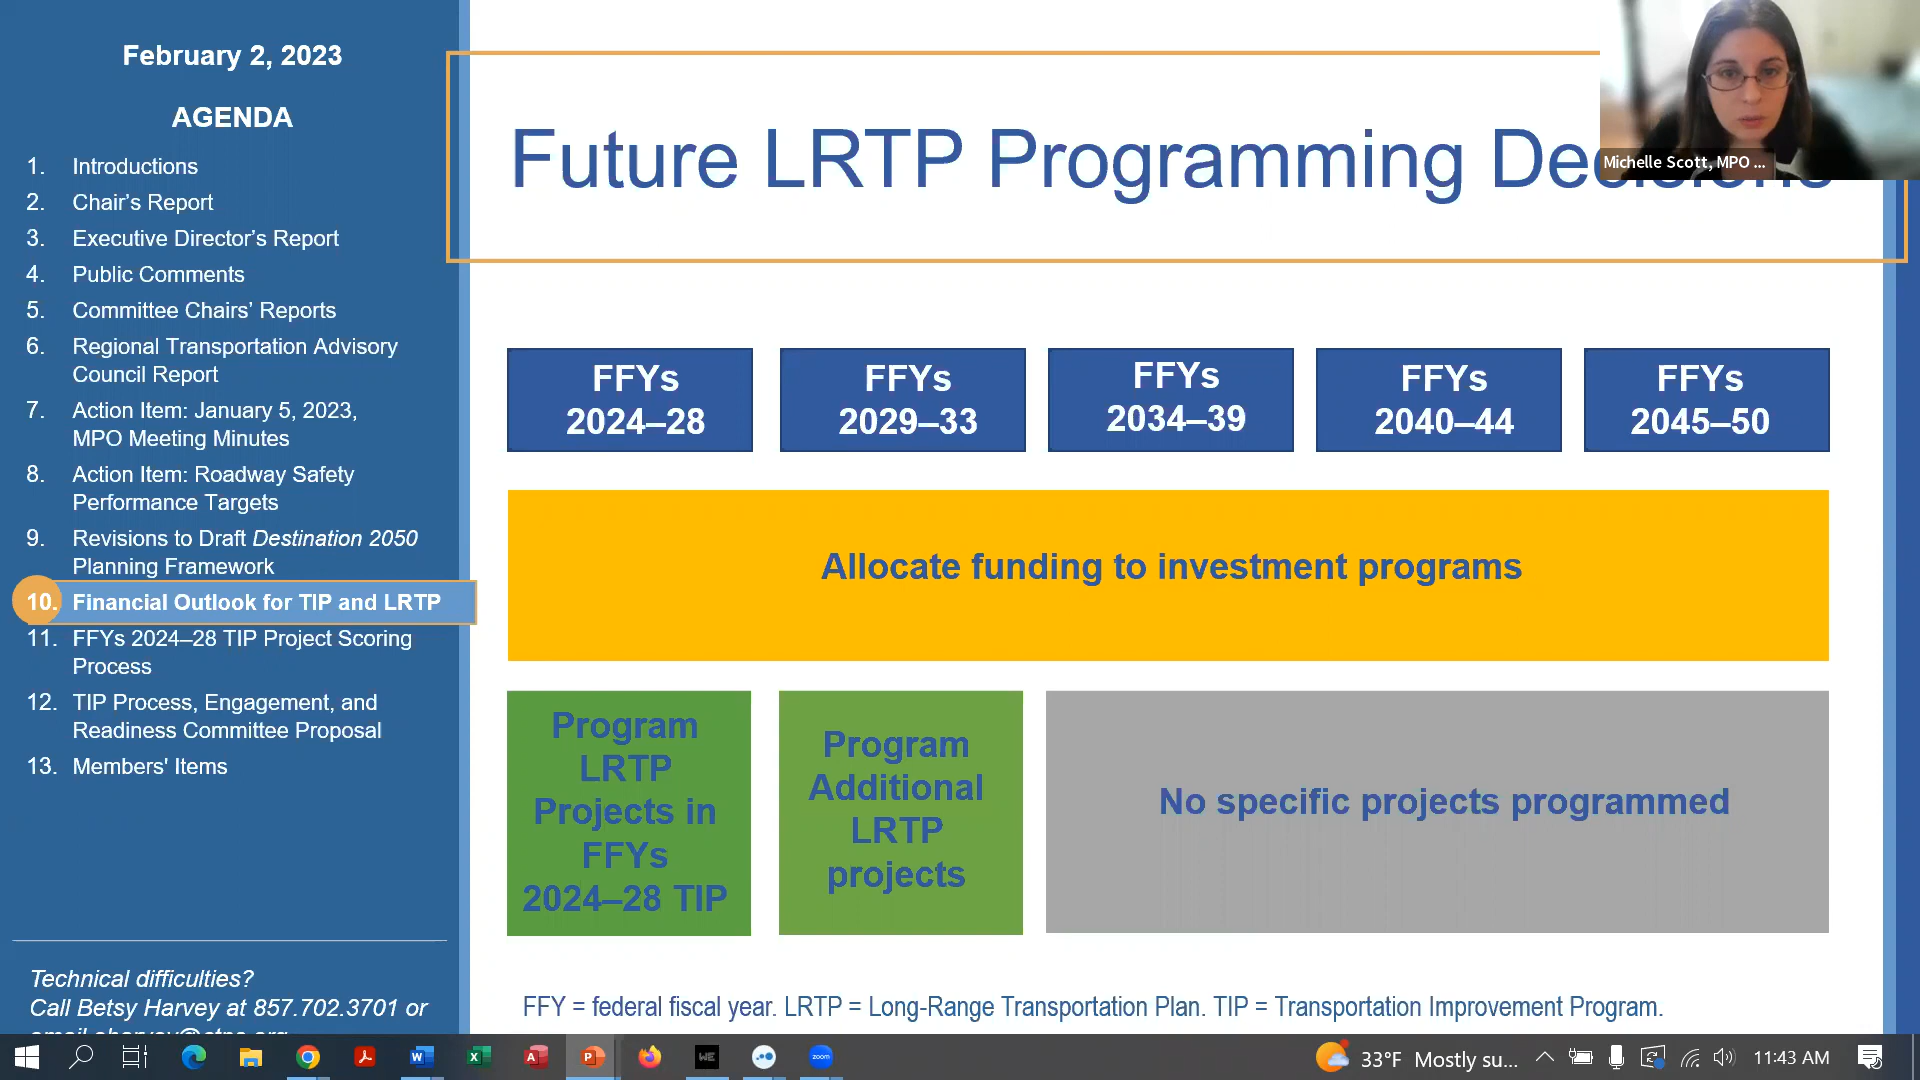 February 2, 2023
AGENDA
1. Introductions
2. Chair's Report
3. Executive Director's Report
4. Public Comments
5. Committee Chairs' Reports
6. Regional Transportation Advisory
Council Report
7. Action Item: January 5, 2023,
MPO Meeting Minutes
8. Action Item: Roadway Safety
Performance Targets
9. Revisions to Draft Destination 2050
Planning Framework
10. Financial Outlook for TIP and LRTP
11. FFYs 2024–28 TIP Project Scoring
Process
12. TIP Process, Engagement, and
Readiness Committee Proposal
13. Members' Items
Technical difficulties?
Call Betsy Harvey at 857.702.3701 or
Future LRTP Programming Decisions
Michelle Scott, MPO ...
FFYs
2024–28
FFYs
2029–33
FFYs
2034–39
FFYs
2040–44
FFYs
2045–50
Allocate funding to investment programs
Program
LRTP
Projects in
FFYs
2024–28 TIP
Program
Additional
LRTP
projects
No specific projects programmed
FFY = federal fiscal year. LRTP = Long-Range Transportation Plan. TIP = Transportation Improvement Program.
WE
zoom
33°F Mostly su...
11:43 AM